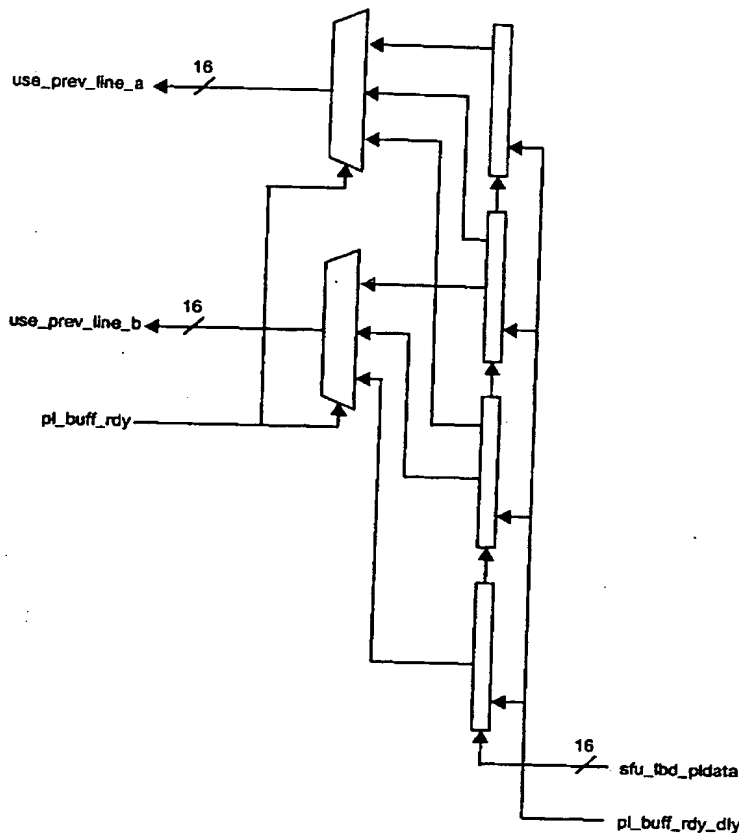 16
use_prev_line_a
16
use_prev_line_b
pl_buff_rdy
16
sfu_tbd_pldata
pl_buff_rdy_dly